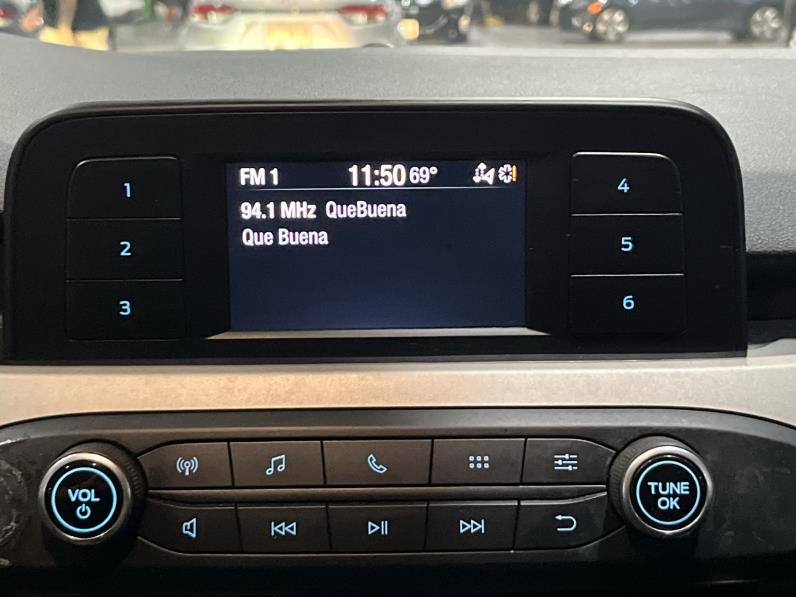 FM 1 11:50 69°
94.1 MHz QueBuena
Que Buena
1
2
3
4
5
6
VOL
TUNE
OK